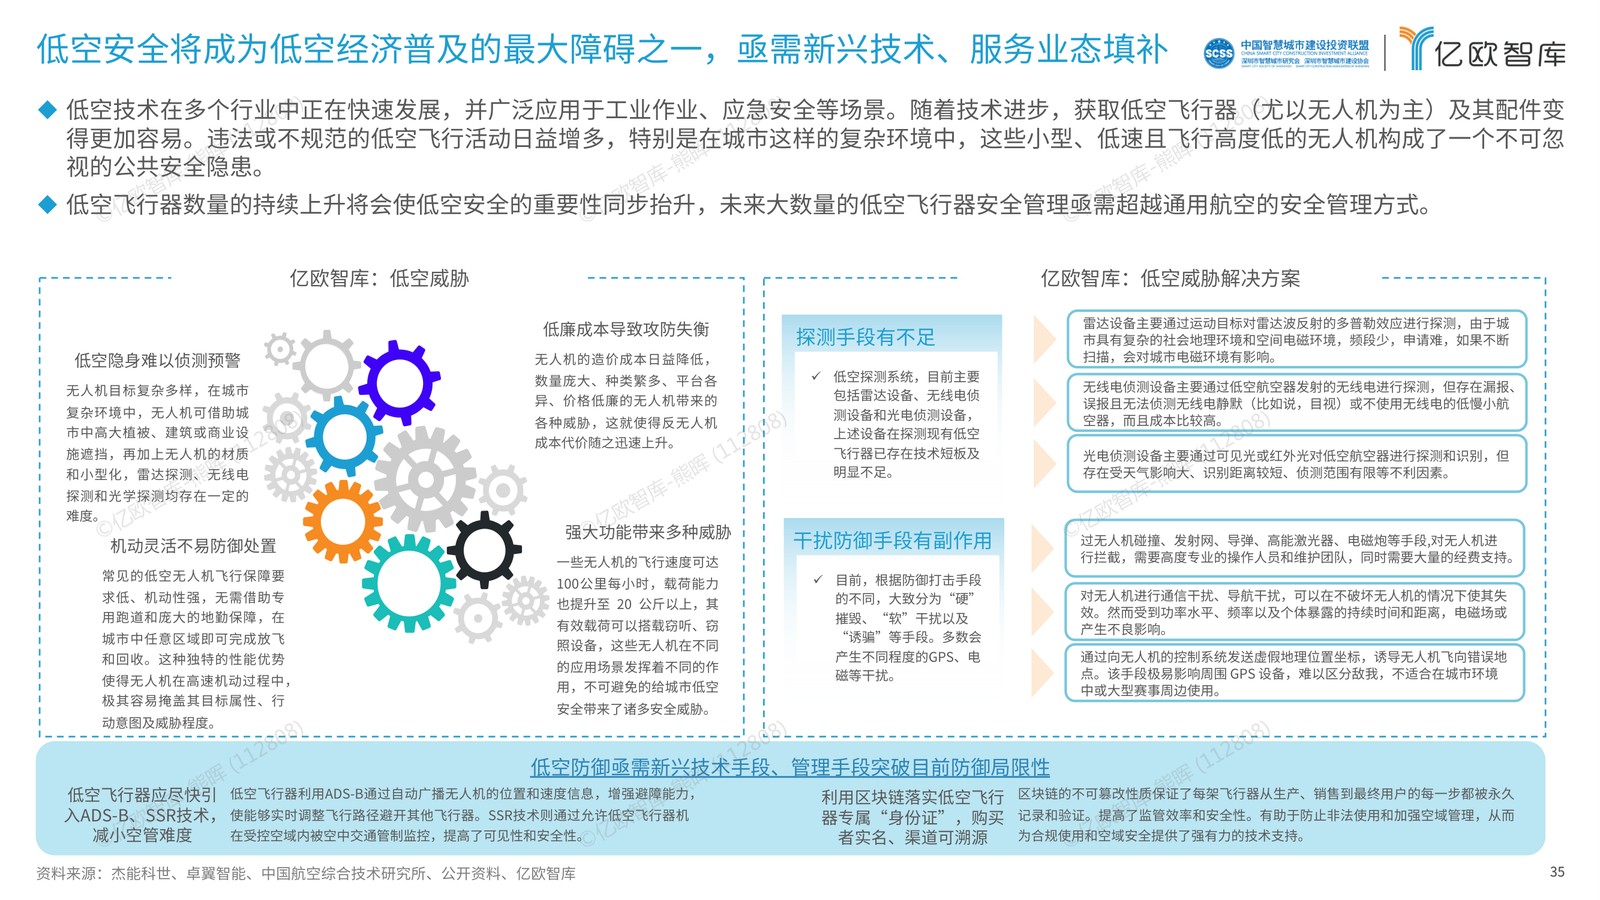 低空安全将成为低空经济普及的最大障碍之一，亟需新兴技术、服务业态填补
SCSS
中国智慧城市建设投资联盟
CHINA SMART CITY CONSTRUCTION INVESTMENT ALLIANCE
深圳市智慧城市研究会 深圳市智慧城市建设协会
亿欧智库
低空技术在多个行业中正在快速发展，并广泛应用于工业作业、应急安全等场景。随着技术进步，获取低空飞行器（尤以无人机为主）及其配件变
得更加容易。违法或不规范的低空飞行活动日益增多，特别是在城市这样的复杂环境中，这些小型、低速且飞行高度低的无人机构成了一个不可忽
视的公共安全隐患。
低空飞行器数量的持续上升将会使低空安全的重要性同步抬升，未来大数量的低空飞行器安全管理亟需超越通用航空的安全管理方式。
亿欧智库：低空威胁
低空隐身难以侦测预警
无人机目标复杂多样，在城市
复杂环境中，无人机可借助城
市中高大植被、建筑或商业设
施遮挡，再加上无人机的材质
和小型化，雷达探测、无线电
探测和光学探测均存在一定的
难度。
机动灵活不易防御处置
常见的低空无人机飞行保障要
求低、机动性强，无需借助专
用跑道和庞大的地勤保障，在
城市中任意区域即可完成放飞
和回收。这种独特的性能优势
使得无人机在高速机动过程中，
极其容易掩盖其目标属性、行
动意图及威胁程度。
低廉成本导致攻防失衡
无人机的造价成本日益降低，
数量庞大、种类繁多、平台各
异、价格低廉的无人机带来的
各种威胁，这就使得反无人机
成本代价随之迅速上升。
强大功能带来多种威胁
一些无人机的飞行速度可达
100公里每小时，载荷能力
也提升至 20 公斤以上，其
有效载荷可以搭载窃听、窃
照设备，这些无人机在不同
的应用场景发挥着不同的作
用，不可避免的给城市低空
安全带来了诸多安全威胁。
亿欧智库：低空威胁解决方案
探测手段有不足
✓ 低空探测系统，目前主要
包括雷达设备、无线电侦
测设备和光电侦测设备，
上述设备在探测现有低空
飞行器已存在技术短板及
明显不足。
雷达设备主要通过运动目标对雷达波反射的多普勒效应进行探测，由于城
市具有复杂的社会地理环境和空间电磁环境，频段少，申请难，如果不断
扫描，会对城市电磁环境有影响。
无线电侦测设备主要通过低空航空器发射的无线电进行探测，但存在漏报、
误报且无法侦测无线电静默（比如说，目视）或不使用无线电的低慢小航
空器，而且成本比较高。
光电侦测设备主要通过可见光或红外光对低空航空器进行探测和识别，但
存在受天气影响大、识别距离较短、侦测范围有限等不利因素。
干扰防御手段有副作用
✓ 目前，根据防御打击手段
的不同，大致分为“硬”
摧毁、“软”干扰以及
“诱骗”等手段。多数会
产生不同程度的GPS、电
磁等干扰。
过无人机碰撞、发射网、导弹、高能激光器、电磁炮等手段,对无人机进
行拦截，需要高度专业的操作人员和维护团队，同时需要大量的经费支持。
对无人机进行通信干扰、导航干扰，可以在不破坏无人机的情况下使其失
效。然而受到功率水平、频率以及个体暴露的持续时间和距离，电磁场或
产生不良影响。
通过向无人机的控制系统发送虚假地理位置坐标，诱导无人机飞向错误地
点。该手段极易影响周围 GPS 设备，难以区分敌我，不适合在城市环境
中或大型赛事周边使用。
低空防御亟需新兴技术手段、管理手段突破目前防御局限性
低空飞行器应尽快引
入ADS-B、SSR技术，
减小空管难度
低空飞行器利用ADS-B通过自动广播无人机的位置和速度信息，增强避障能力，
使能够实时调整飞行路径避开其他飞行器。SSR技术则通过允许低空飞行器机
在受控空域内被空中交通管制监控，提高了可见性和安全性。
利用区块链落实低空飞行
器专属“身份证”，购买
者实名、渠道可溯源
区块链的不可篡改性质保证了每架飞行器从生产、销售到最终用户的每一步都被永久
记录和验证。提高了监管效率和安全性。有助于防止非法使用和加强空域管理，从而
为合规使用和空域安全提供了强有力的技术支持。
资料来源：杰能科世、卓翼智能、中国航空综合技术研究所、公开资料、亿欧智库
35
©亿欧智库-熊晖 (112808)